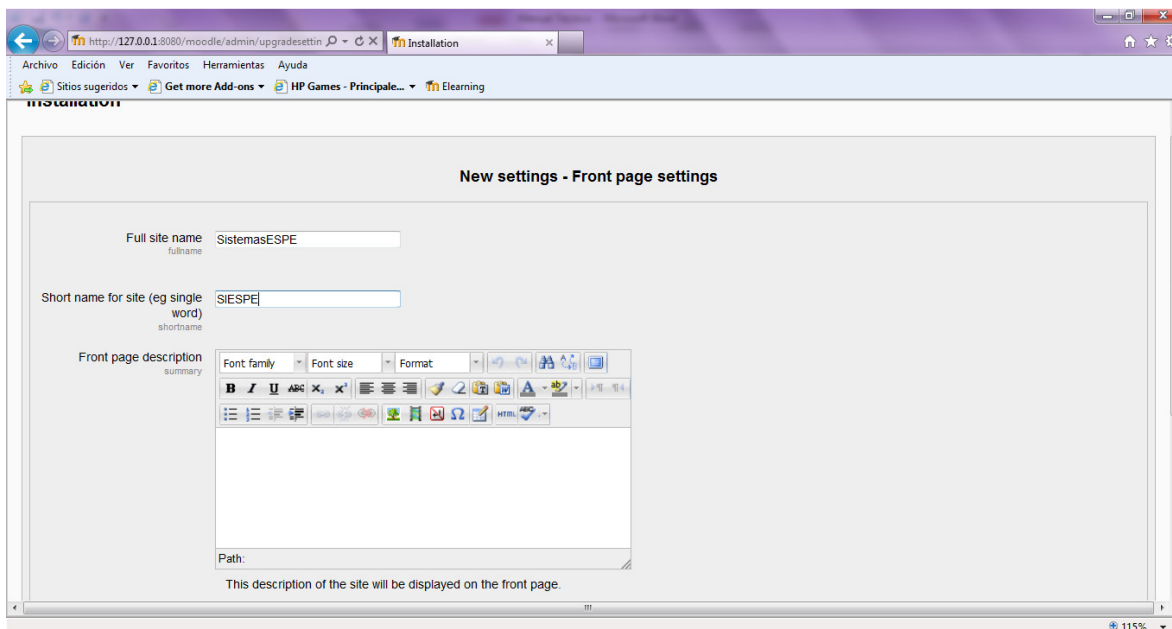 http://127.0.0.1:8080/moodle/admin/upgradesettin
Installation
Archivo Edición Ver Favoritos Herramientas Ayuda
Sitios sugeridos Get more Add-ons HP Games - Principale... Elearning
Installation
New settings - Front page settings
Full site name SistemasESPE
fullname
Short name for site (eg single SIESPE
word)
shortname
Front page description
summary
Font family Font size Format
B I U ABC X, X²
HTML
Path:
This description of the site will be displayed on the front page.
115%